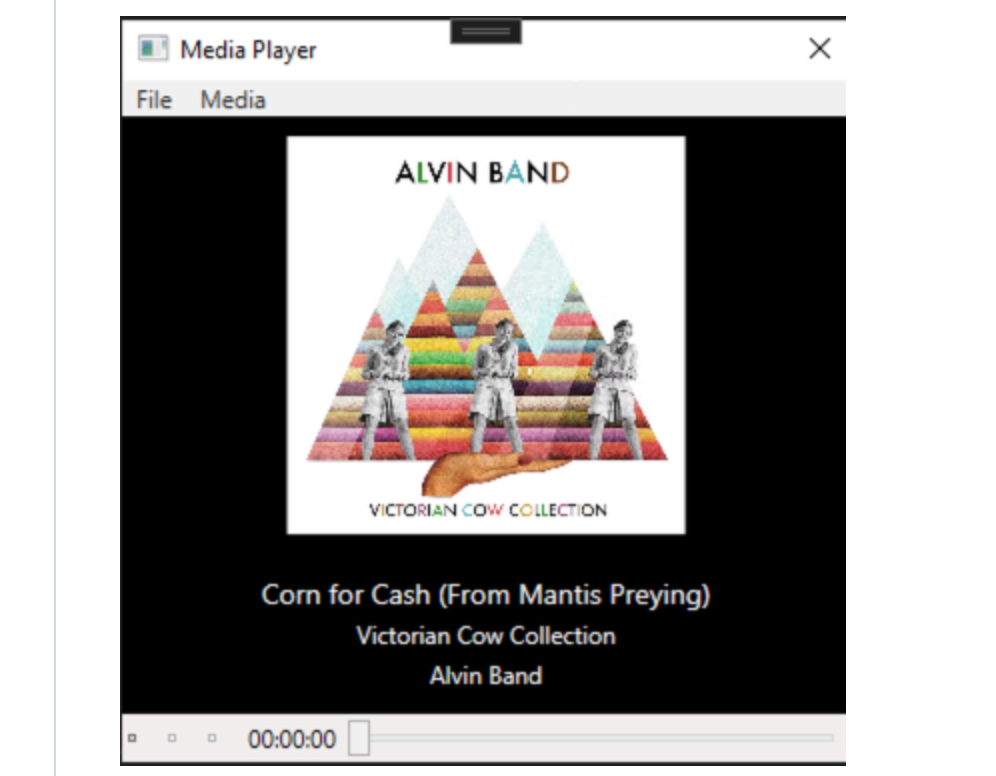 Media Player
File Media
ALVIN BAND
VICTORIAN COW COLLECTION
Corn for Cash (From Mantis Preying)
Victorian Cow Collection
Alvin Band
00:00:00